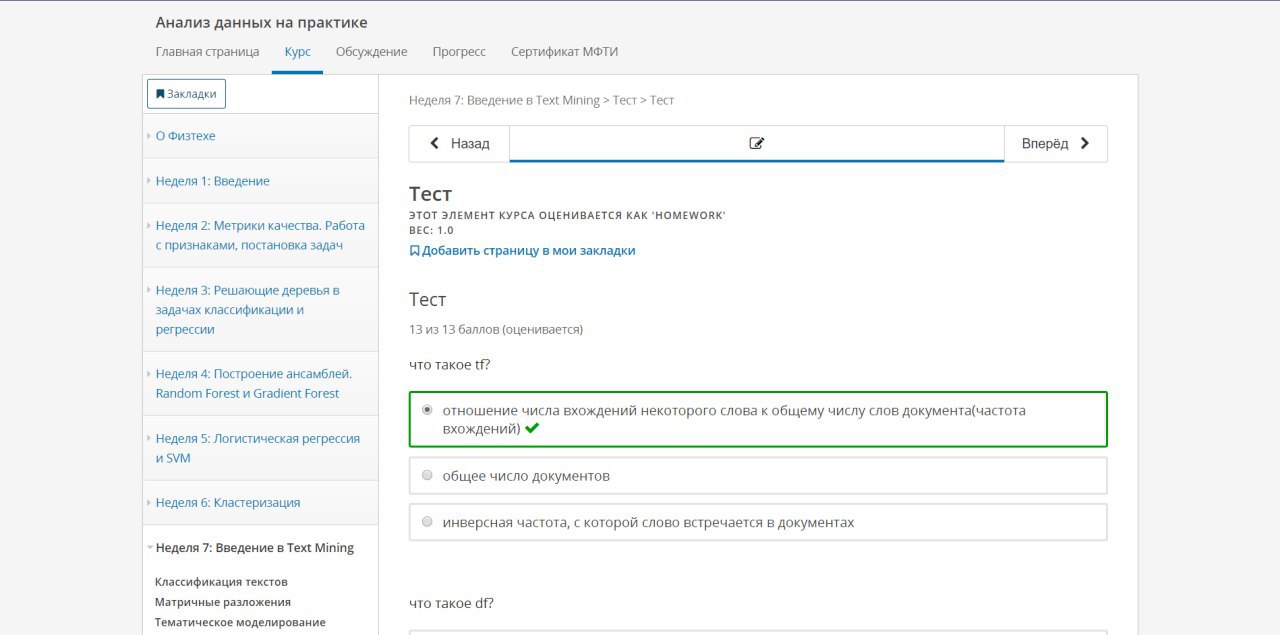 Анализ данных на практике
Главная страница Курс Обсуждение Прогресс Сертификат МФТИ
Закладки
О Физтехе
Неделя 1: Введение
Неделя 2: Метрики качества. Работа
с признаками, постановка задач
Неделя 3: Решающие деревья в
задачах классификации и
регрессии
Неделя 4: Построение ансамблей.
Random Forest и Gradient Forest
Неделя 5: Логистическая регрессия
и SVM
Неделя 6: Кластеризация
Неделя 7: Введение в Text Mining
Классификация текстов
Матричные разложения
Тематическое моделирование
Неделя 7: Введение в Text Mining > Тест > Тест
Назад Вперёд
Тест
ЭТОТ ЭЛЕМЕНТ КУРСА ОЦЕНИВАЕТСЯ КАК 'HOMEWORK'
ВЕС: 1.0
Добавить страницу в мои закладки
Тест
13 из 13 баллов (оценивается)
что такое tf?
отношение числа вхождений некоторого слова к общему числу слов документа(частота
вхождений)
общее число документов
инверсная частота, с которой слово встречается в документах
что такое df?